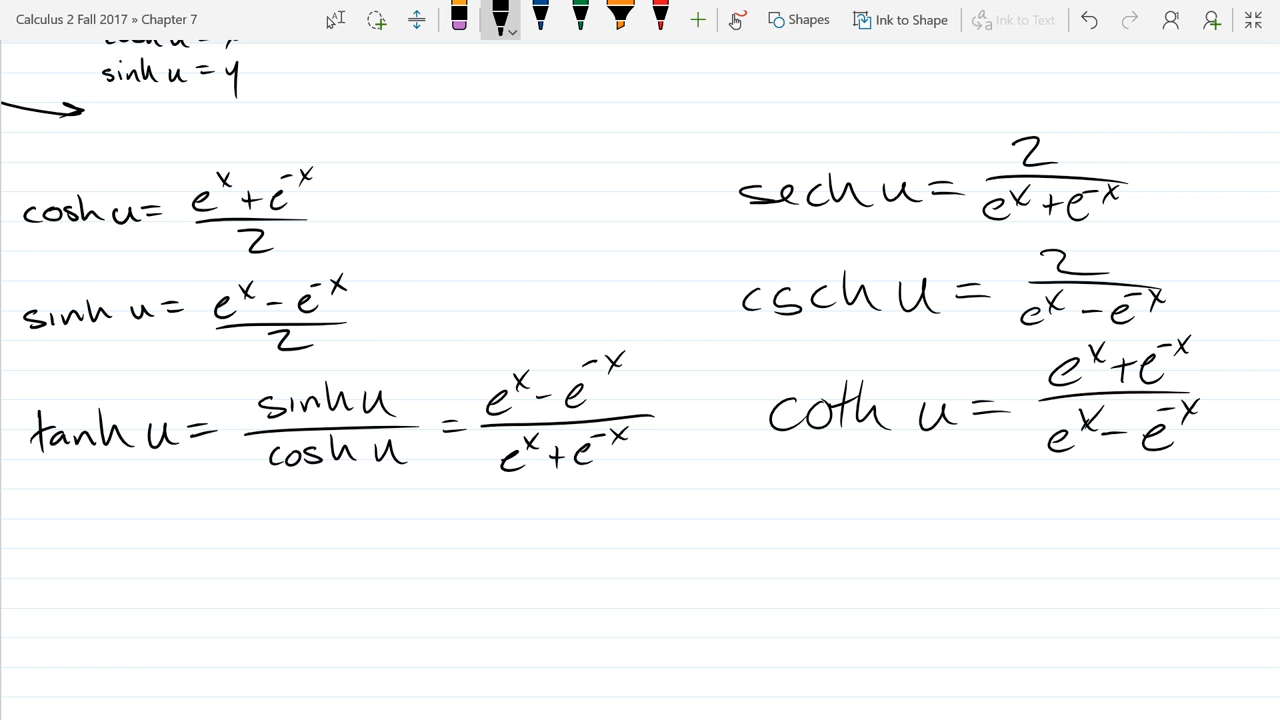 Calculus 2 Fall 2017 » Chapter 7
Shapes
Ink to Shape
Ink to Text
sinh u = y
cosh u = (e^x + e^-x)/2
sinh u = (e^x - e^-x)/2
tanh u = sinh u/cosh u = (e^x - e^-x)/(e^x + e^-x)
sech u = 2/(e^x + e^-x)
csch u = 2/(e^x - e^-x)
coth u = (e^x + e^-x)/(e^x - e^-x)